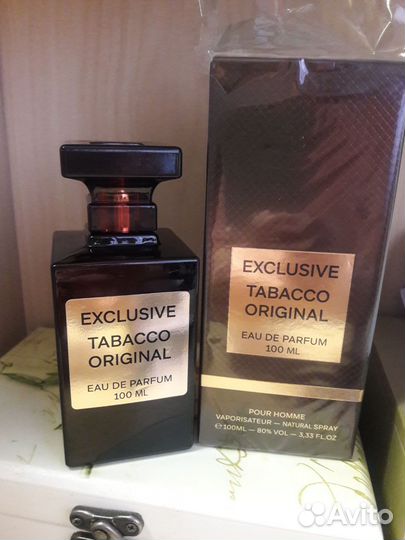 EXCLUSIVE
TABACCO
ORIGINAL
EAU DE PARFUM
100 ML
EXCLUSIVE
TABACCO
ORIGINAL
EAU DE PARFUM
100 ML
POUR HOMME
VAPORISATEUR — NATURAL SPRAY
℮100ML — 80% VOL — 3,33 FL.OZ
Avito